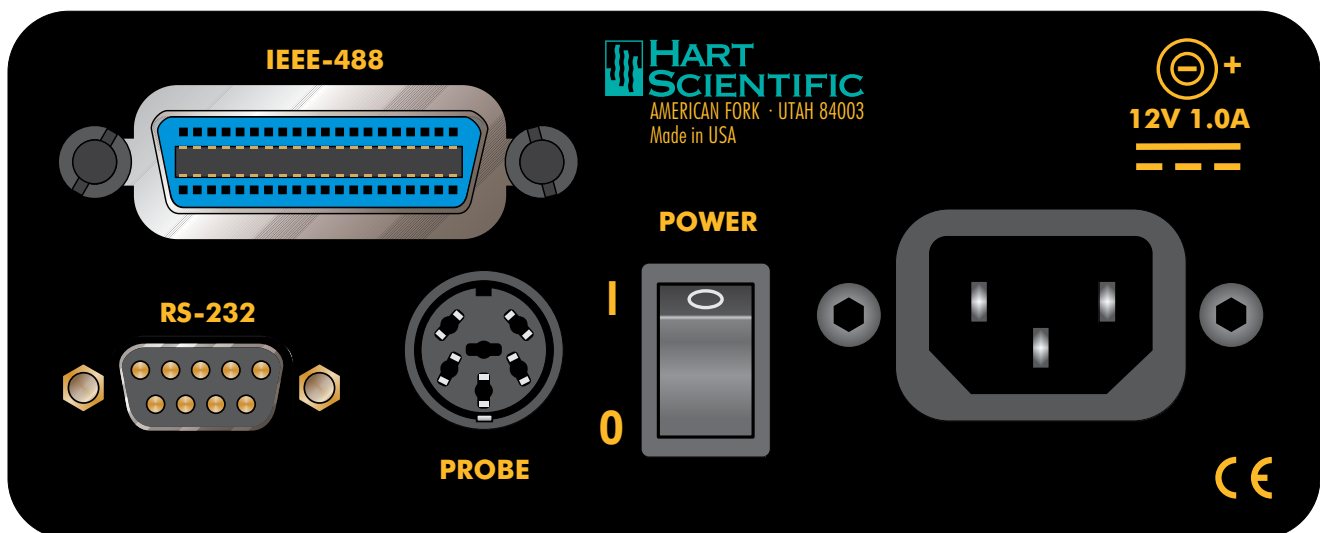 IEEE-488
HART
SCIENTIFIC
AMERICAN FORK · UTAH 84003
Made in USA
+
12V 1.0A
POWER
I
RS-232
0
PROBE
CE